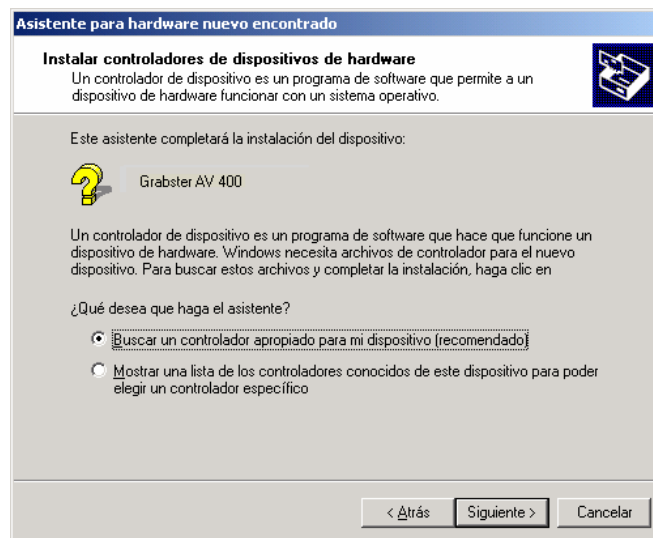 Asistente para hardware nuevo encontrado
Instalar controladores de dispositivos de hardware
Un controlador de dispositivo es un programa de software que permite a un
dispositivo de hardware funcionar con un sistema operativo.
Este asistente completará la instalación del dispositivo:
Grabster AV 400
Un controlador de dispositivo es un programa de software que hace que funcione un
dispositivo de hardware. Windows necesita archivos de controlador para el nuevo
dispositivo. Para buscar estos archivos y completar la instalación, haga clic en
¿Qué desea que haga el asistente?
Buscar un controlador apropiado para mi dispositivo (recomendado)
Mostrar una lista de los controladores conocidos de este dispositivo para poder
elegir un controlador específico
< Atrás Siguiente > Cancelar